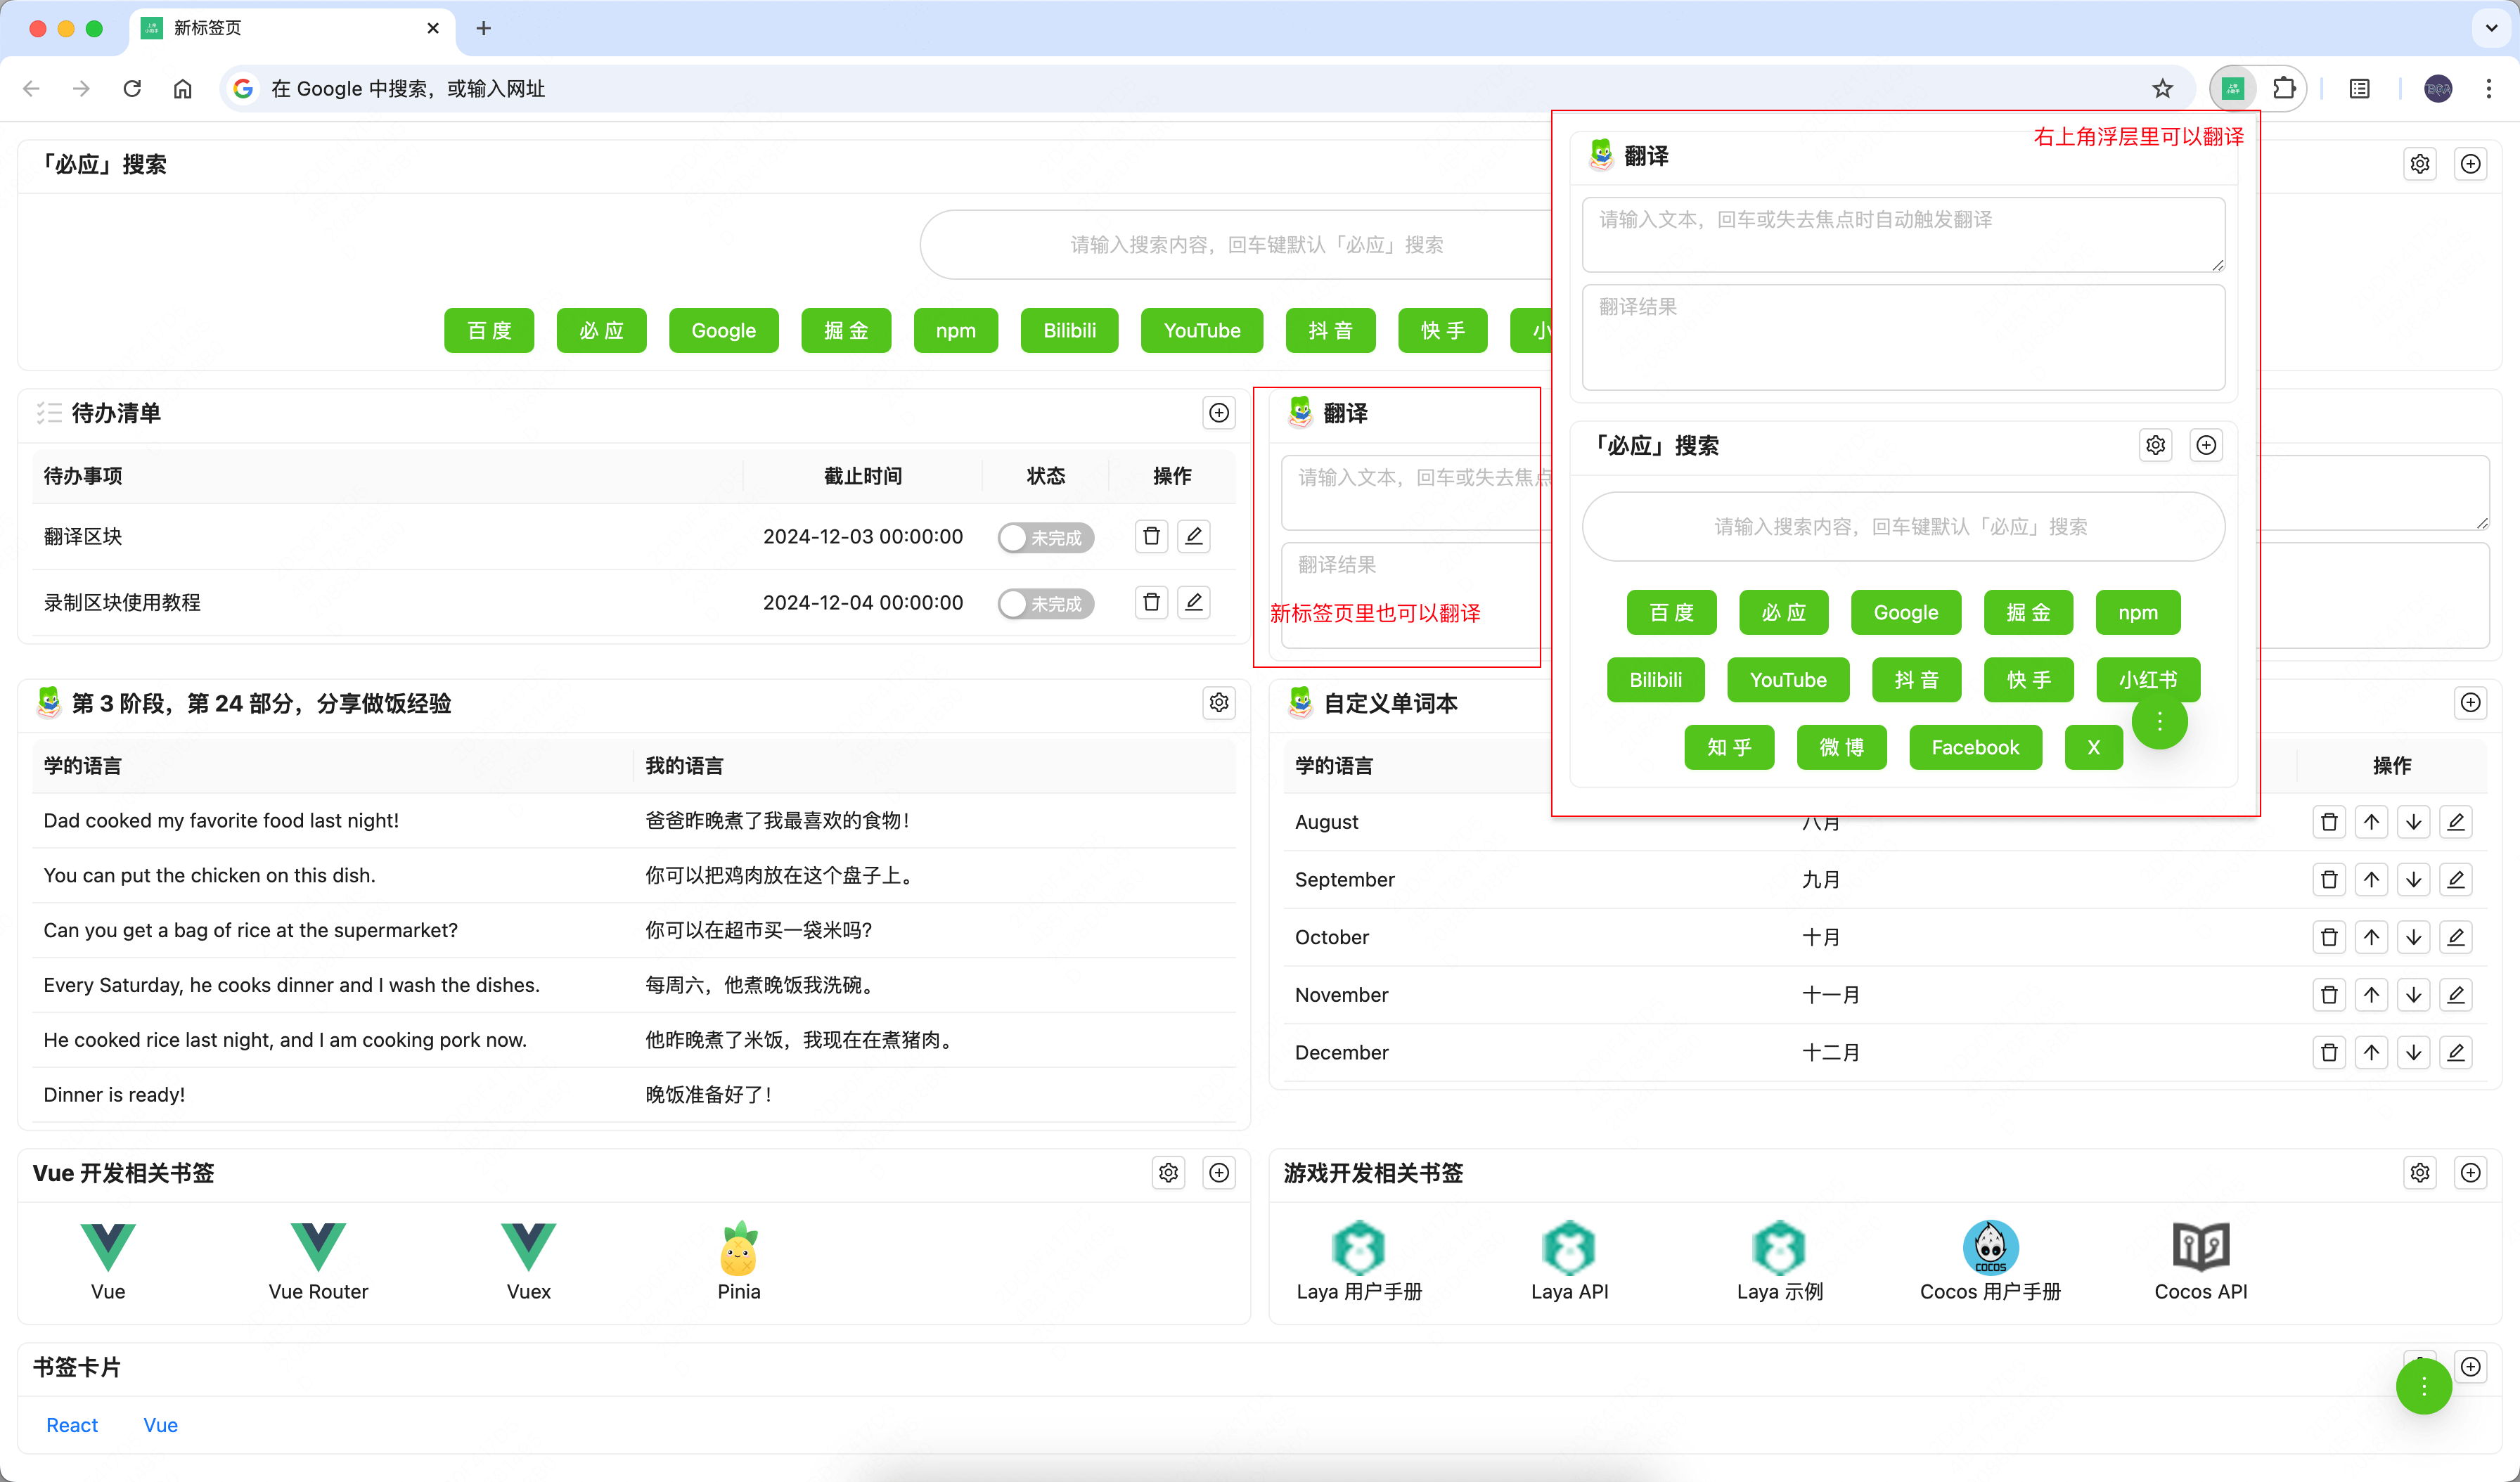 新标签页
在 Google 中搜索，或输入网址
「必应」搜索
请输入搜索内容，回车键默认「必应」搜索
百 度
必 应
Google
掘 金
npm
Bilibili
YouTube
抖 音
快 手
小
右上角浮层里可以翻译
翻译
请输入文本，回车或失去焦点时自动触发翻译
翻译结果
「必应」搜索
请输入搜索内容，回车键默认「必应」搜索
百 度
必 应
Google
掘 金
npm
Bilibili
YouTube
抖 音
快 手
小红书
知 乎
微 博
Facebook
X
待办清单
待办事项 截止时间 状态 操作
翻译区块 2024-12-03 00:00:00 未完成
录制区块使用教程 2024-12-04 00:00:00 未完成
翻译
请输入文本，回车或失去焦点
翻译结果
新标签页里也可以翻译
第 3 阶段，第 24 部分，分享做饭经验
学的语言 我的语言
Dad cooked my favorite food last night! 爸爸昨晚煮了我最喜欢的食物！
You can put the chicken on this dish. 你可以把鸡肉放在这个盘子上。
Can you get a bag of rice at the supermarket? 你可以在超市买一袋米吗？
Every Saturday, he cooks dinner and I wash the dishes. 每周六，他煮晚饭我洗碗。
He cooked rice last night, and I am cooking pork now. 他昨晚煮了米饭，我现在在煮猪肉。
Dinner is ready! 晚饭准备好了！
自定义单词本
学的语言 操作
August 八月
September 九月
October 十月
November 十一月
December 十二月
Vue 开发相关书签
Vue
Vue Router
Vuex
Pinia
游戏开发相关书签
Laya 用户手册
Laya API
Laya 示例
COCOS
Cocos 用户手册
Cocos API
书签卡片
React
Vue